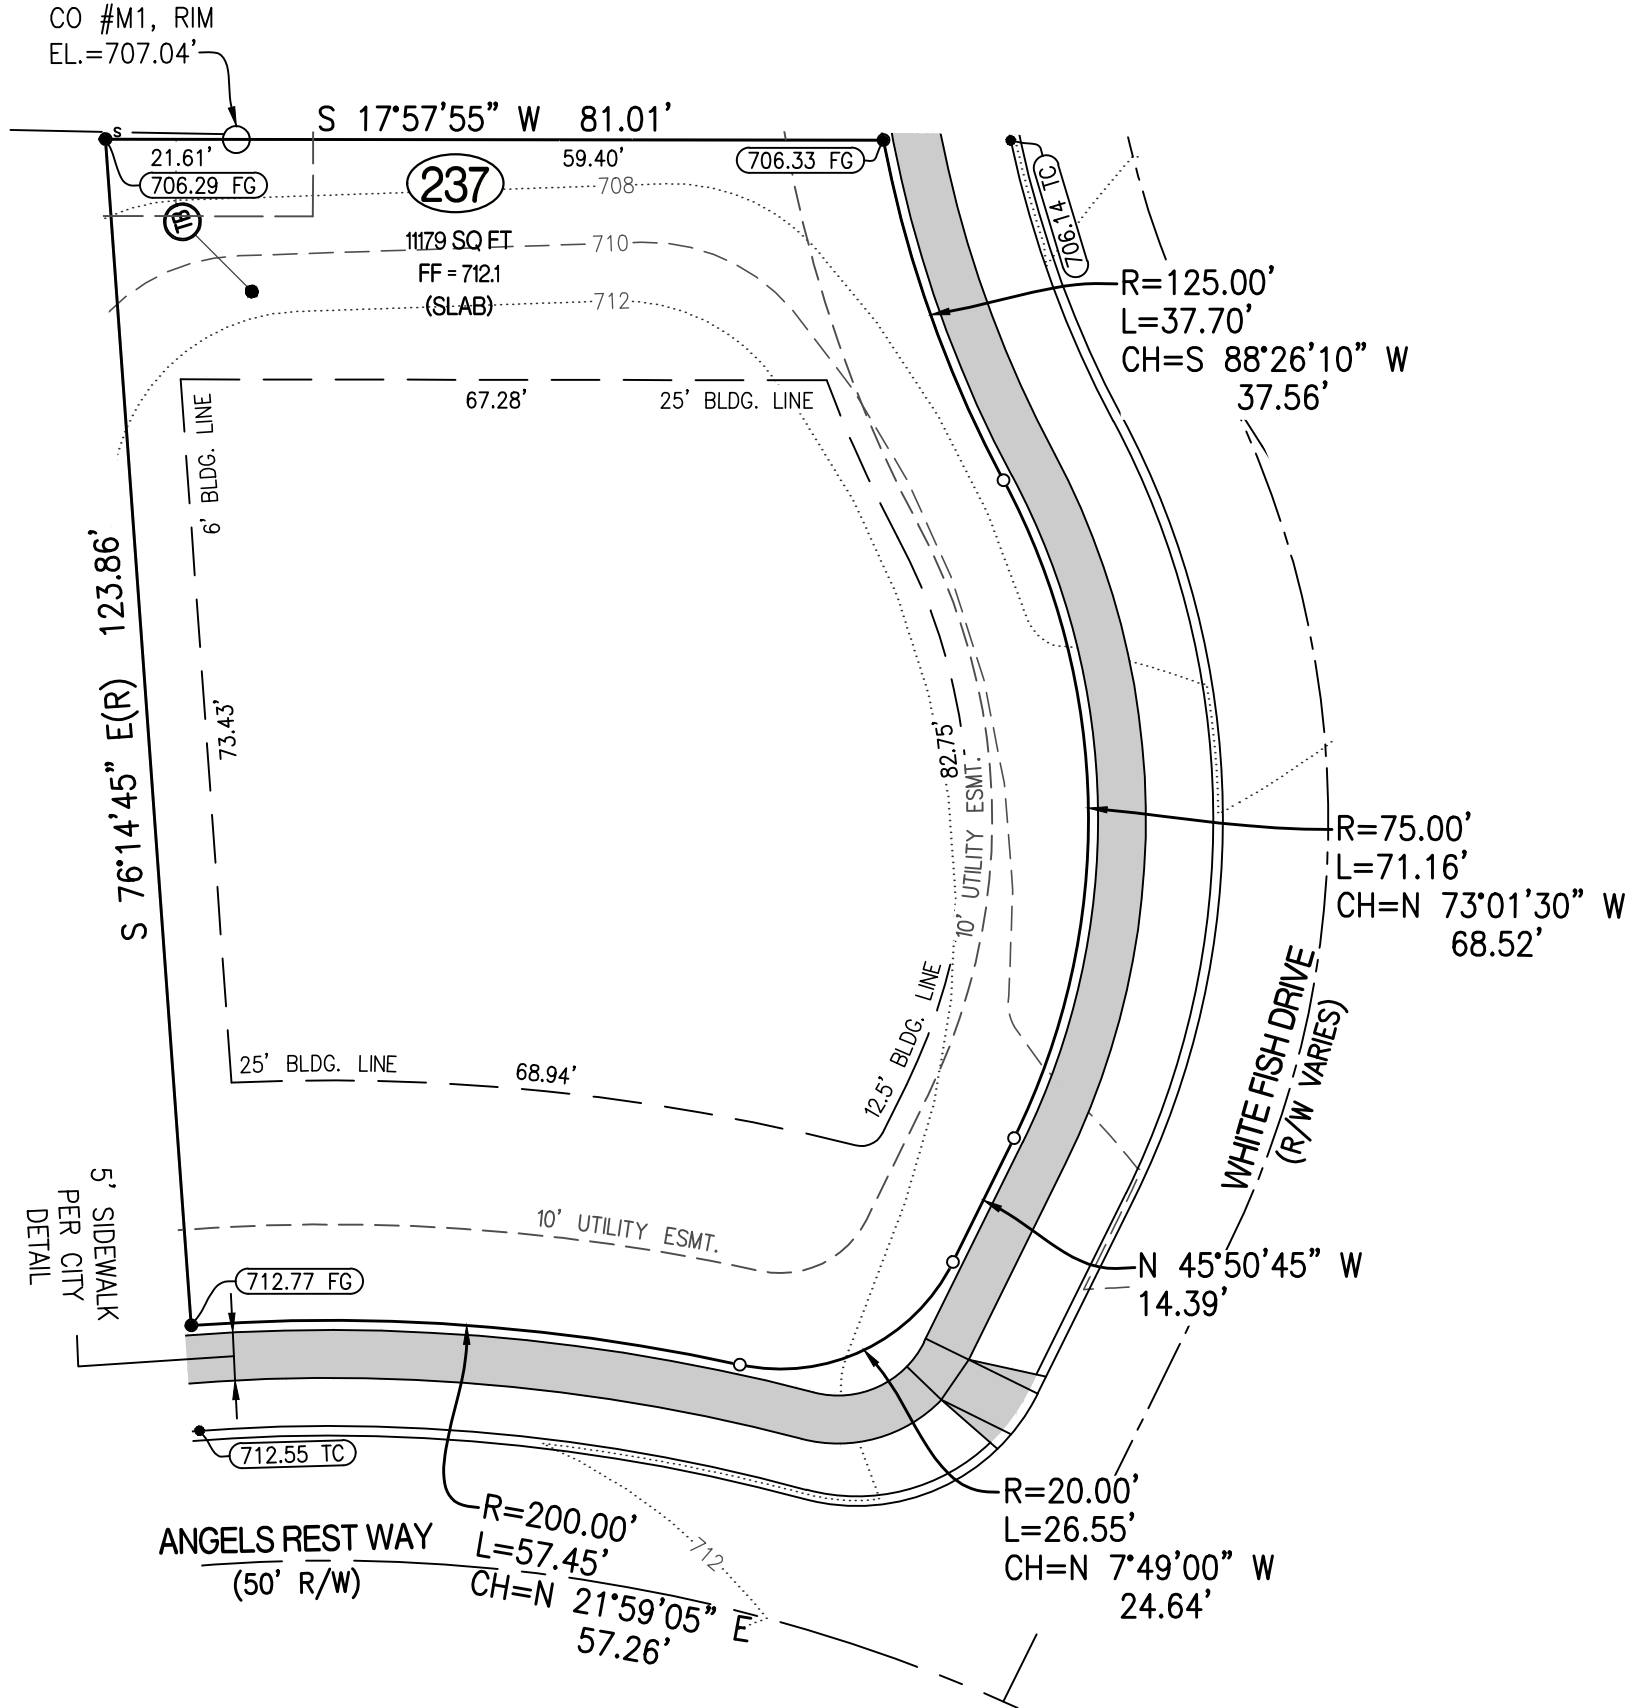 CO #M1, RIM
EL.=707.04'
S 17°57'55" W 81.01'
s
21.61'
59.40'
706.29 FG
706.33 FG
237
708
TB
11179 SQ FT
710
FF = 712.1
(SLAB)
712
706.14 TC
R=125.00'
L=37.70'
CH=S 88°26'10" W
37.56'
67.28'
25' BLDG. LINE
6' BLDG. LINE
S 76°14'45" E(R) 123.86'
73.43'
82.75'
10' UTILITY ESMT.
R=75.00'
L=71.16'
CH=N 73°01'30" W
68.52'
WHITE FISH DRIVE
(R/W VARIES)
12.5' BLDG. LINE
25' BLDG. LINE
68.94'
5' SIDEWALK
PER CITY
DETAIL
10' UTILITY ESMT.
712.77 FG
N 45°50'45" W
14.39'
712.55 TC
R=200.00'
L=57.45'
CH=N 21°59'05" E
57.26'
ANGELS REST WAY
(50' R/W)
712
R=20.00'
L=26.55'
CH=N 7°49'00" W
24.64'